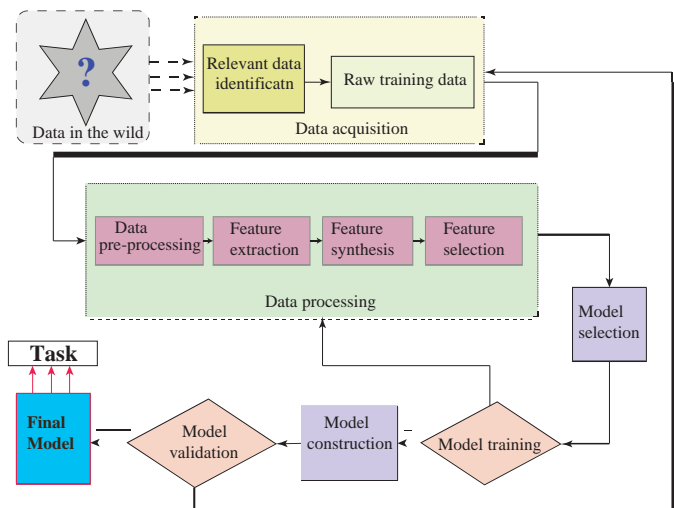 ?
Data in the wild
Relevant data
identificatn
Raw training data
Data acquisition
Data
pre-processing
Feature
extraction
Feature
synthesis
Feature
selection
Data processing
Model
selection
Task
Final
Model
Model
validation
Model
construction
Model training